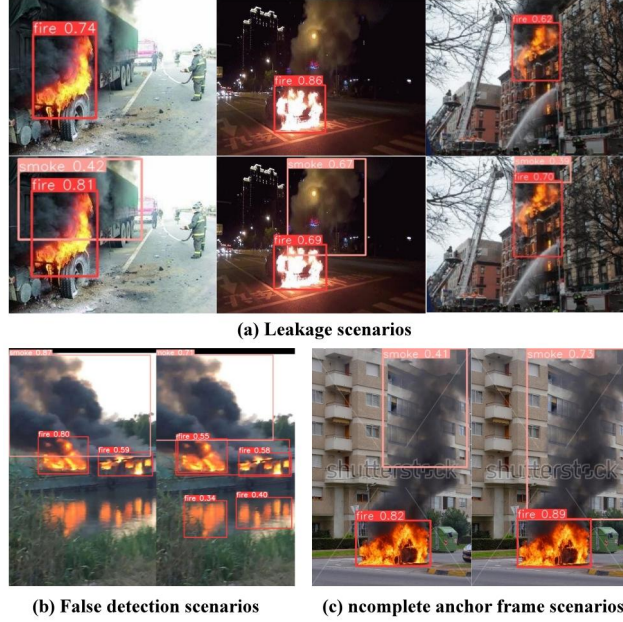 fire 0.74
fire 0.86
fire 0.62
smoke 0.42
fire 0.81
smoke 0.67
fire 0.69
fire 0.70
(a) Leakage scenarios
smoke 0.71
fire 0.80
fire 0.59
fire 0.55
fire 0.58
fire 0.34
fire 0.40
smoke 0.41
smoke 0.73
shutterstock
shutterstock
fire 0.82
fire 0.89
(b) False detection scenarios
(c) ncomplete anchor frame scenarios